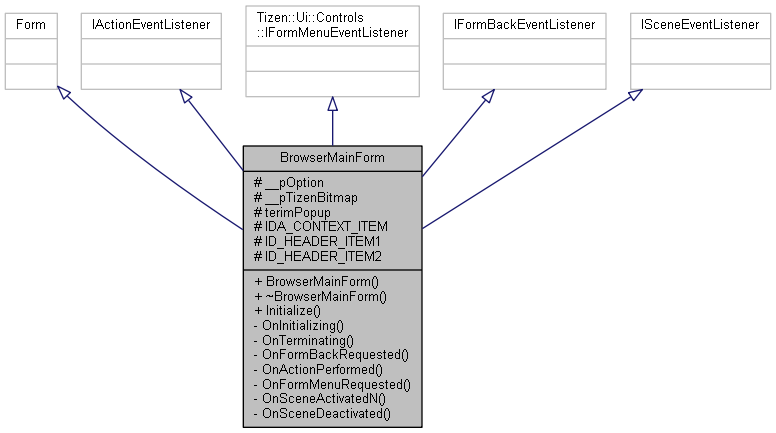 Form
IActionEventListener
Tizen::Ui::Controls
::IFormMenuEventListener
IFormBackEventListener
ISceneEventListener
BrowserMainForm
# __pOption
# __pTizenBitmap
# terimPopup
# IDA_CONTEXT_ITEM
# ID_HEADER_ITEM1
# ID_HEADER_ITEM2
+ BrowserMainForm()
+ ~BrowserMainForm()
+ Initialize()
- OnInitializing()
- OnTerminating()
- OnFormBackRequested()
- OnActionPerformed()
- OnFormMenuRequested()
- OnSceneActivatedN()
- OnSceneDeactivated()